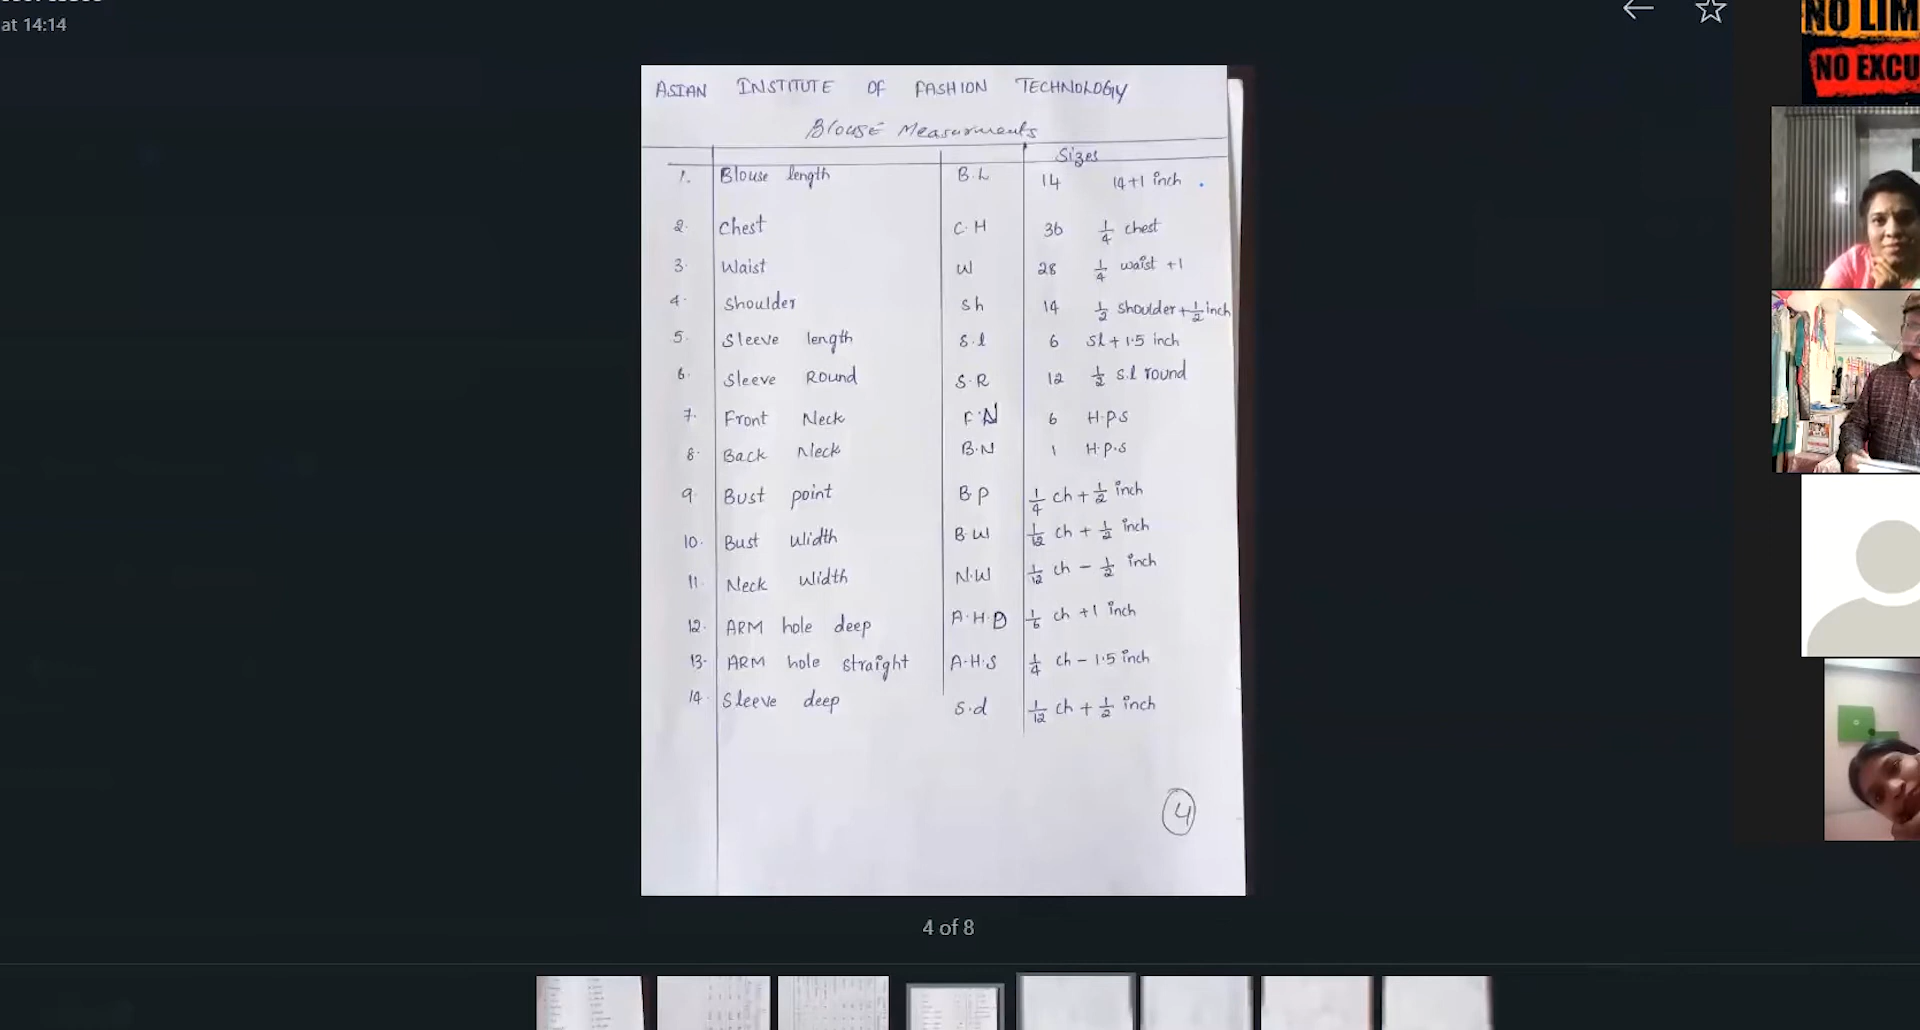 at 14:14
NO LIM
NO EXCU
ASIAN INSTITUTE OF FASHION TECHNOLOGY
Blouse Measurments
Sizes
1. Blouse length B.L 14 14+1 inch
2. Chest C.H 36 1/4 chest
3. Waist W 28 1/4 waist +1
4. Shoulder Sh 14 1/2 shoulder + 1/2 inch
5. Sleeve length S.l 6 Sl + 1.5 inch
6. Sleeve Round S.R 12 1/2 s.l round
7. Front Neck F.N 6 H.p.s
8. Back Neck B.N 1 H.p.s
9. Bust point B.P 1/4 ch + 1/2 inch
10. Bust Width B.W 1/12 ch + 1/2 inch
11. Neck Width N.W 1/12 ch - 1/2 inch
12. ARM hole deep A.H.D 1/6 ch +1 inch
13. ARM hole straight A.H.S 1/4 ch - 1.5 inch
14. Sleeve deep S.d 1/12 ch + 1/2 inch
4
4 of 8